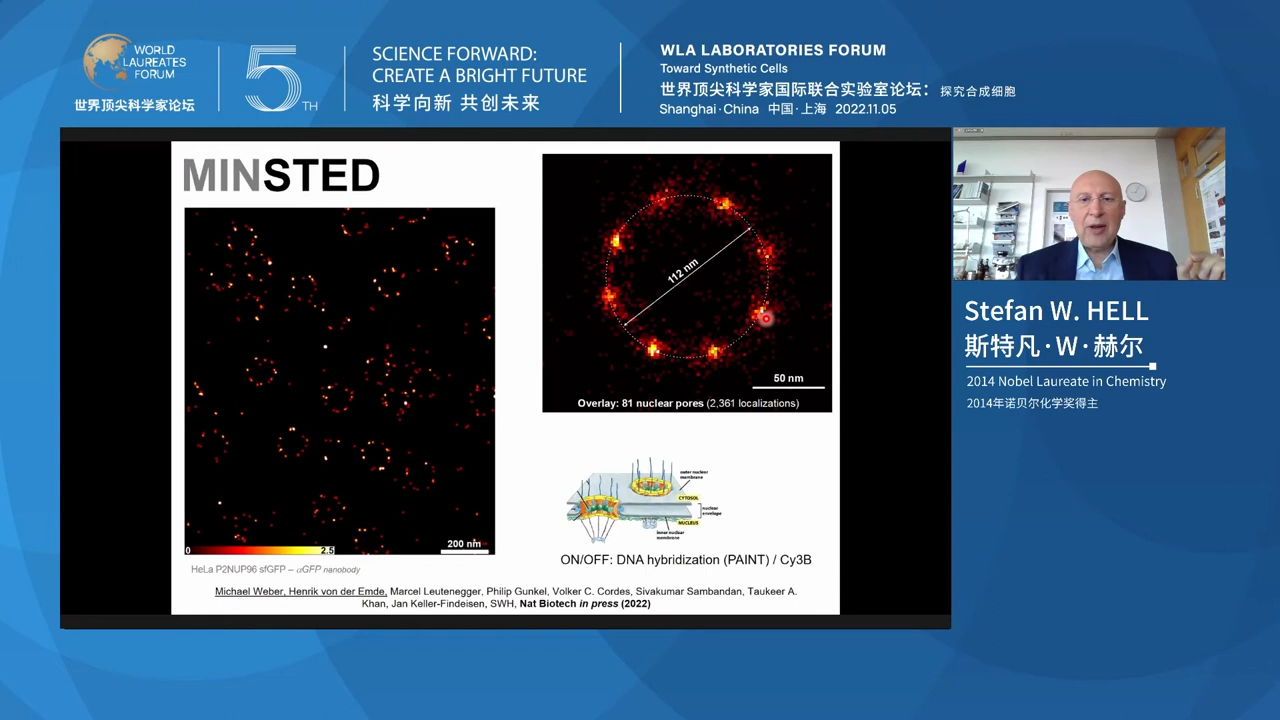 WORLD
LAUREATES
FORUM
世界顶尖科学家论坛
5TH
SCIENCE FORWARD:
CREATE A BRIGHT FUTURE
科学向新 共创未来
WLA LABORATORIES FORUM
Toward Synthetic Cells
世界顶尖科学家国际联合实验室论坛：探究合成细胞
Shanghai·China 中国·上海 2022.11.05
MINSTED
0 2.5
200 nm
HeLa P2NUP96 sfGFP – αGFP nanobody
112 nm
50 nm
Overlay: 81 nuclear pores (2,361 localizations)
outer nuclear
membrane
CYTOSOL
nuclear
envelope
NUCLEUS
inner nuclear
membrane
ON/OFF: DNA hybridization (PAINT) / Cy3B
Michael Weber, Henrik von der Emde, Marcel Leutenegger, Philip Gunkel, Volker C. Cordes, Sivakumar Sambandan, Taukeer A.
Khan, Jan Keller-Findeisen, SWH, Nat Biotech in press (2022)
Stefan W. HELL
斯特凡·W·赫尔
2014 Nobel Laureate in Chemistry
2014年诺贝尔化学奖得主